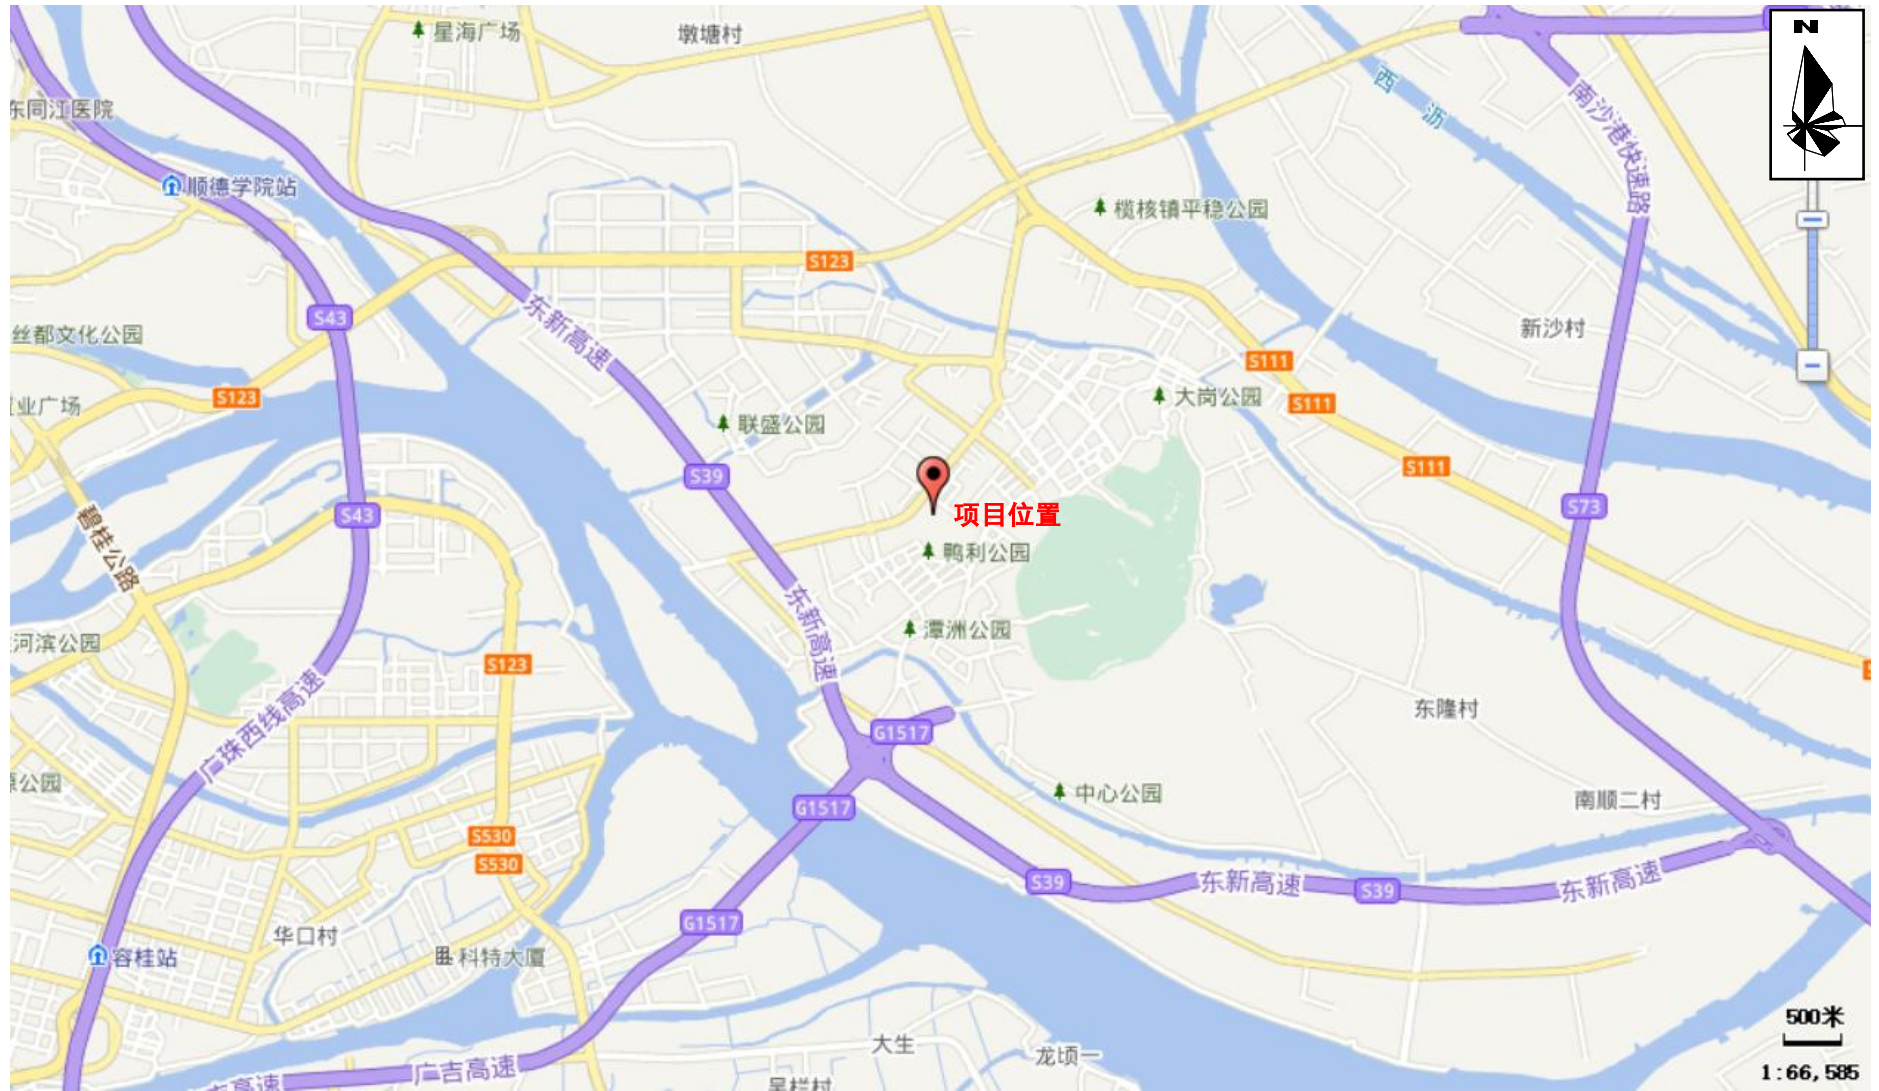 星海广场
墩塘村
N
东同江医院
西沥
南沙港快速路
顺德学院站
榄核镇平稳公园
S123
东新高速
S43
新沙村
丝都文化公园
S111
S123
业广场
大岗公园
S111
联盛公园
S111
S39
S73
项目位置
S43
碧桂公路
鸭利公园
东新高速
潭洲公园
河滨公园
S123
广珠西线高速
东隆村
G1517
公园
中心公园
南顺二村
G1517
S530
S530
S39
东新高速
S39
东新高速
G1517
华口村
科特大厦
容桂站
500米
大生
龙顷一
广吉高速
1:66,585
高速